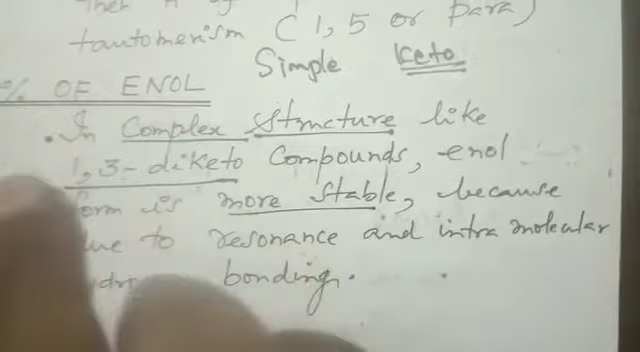 tautomerism (1,5 or para)
Simple Keto
% OF ENOL
. In Complex structure like
1,3-diketo Compounds, enol
form is more stable, because
due to resonance and intra molecular
bonding.